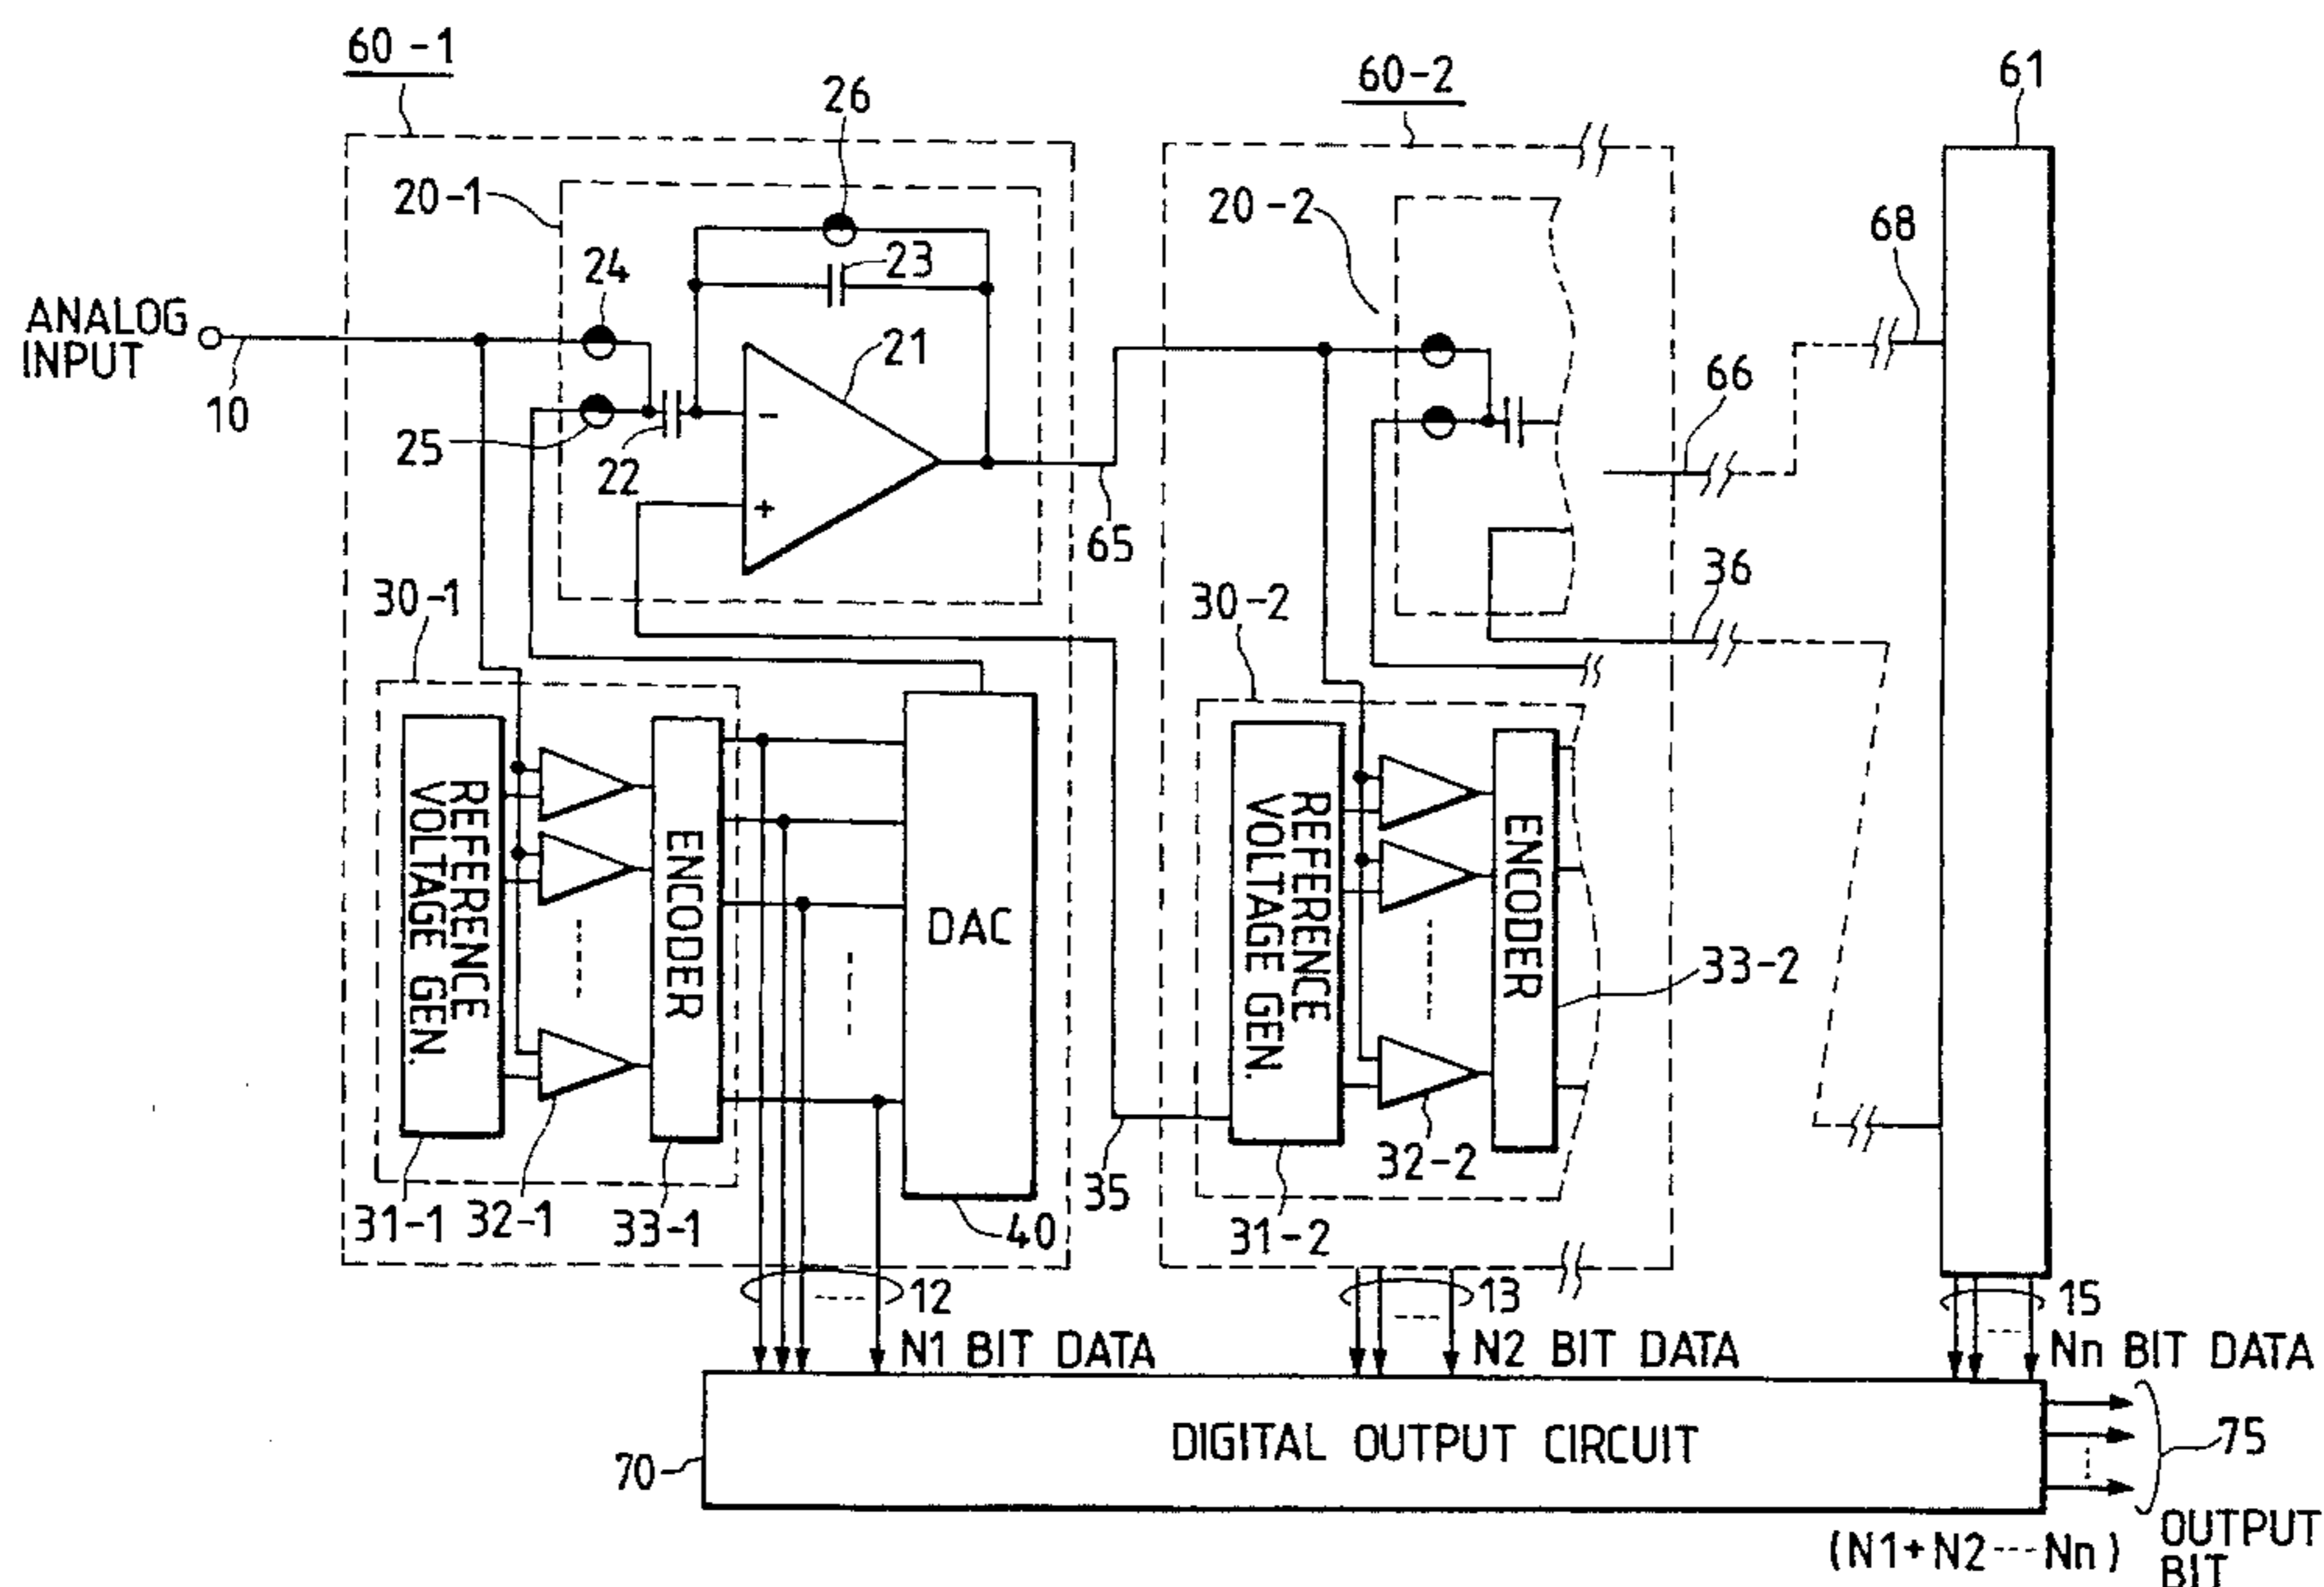 60-1
60-2
61
26
20-1
20-2
68
24
23
ANALOG
INPUT
21
66
10
25
22
−
+
65
36
30-1
30-2
REFERENCE
VOLTAGE GEN.
ENCODER
DAC
REFERENCE
VOLTAGE GEN.
ENCODER
33-2
31-1
32-1
33-1
40
35
32-2
31-2
12
13
15
N1 BIT DATA
N2 BIT DATA
Nn BIT DATA
DIGITAL OUTPUT CIRCUIT
70
75
(N1+N2---Nn)
OUTPUT
BIT